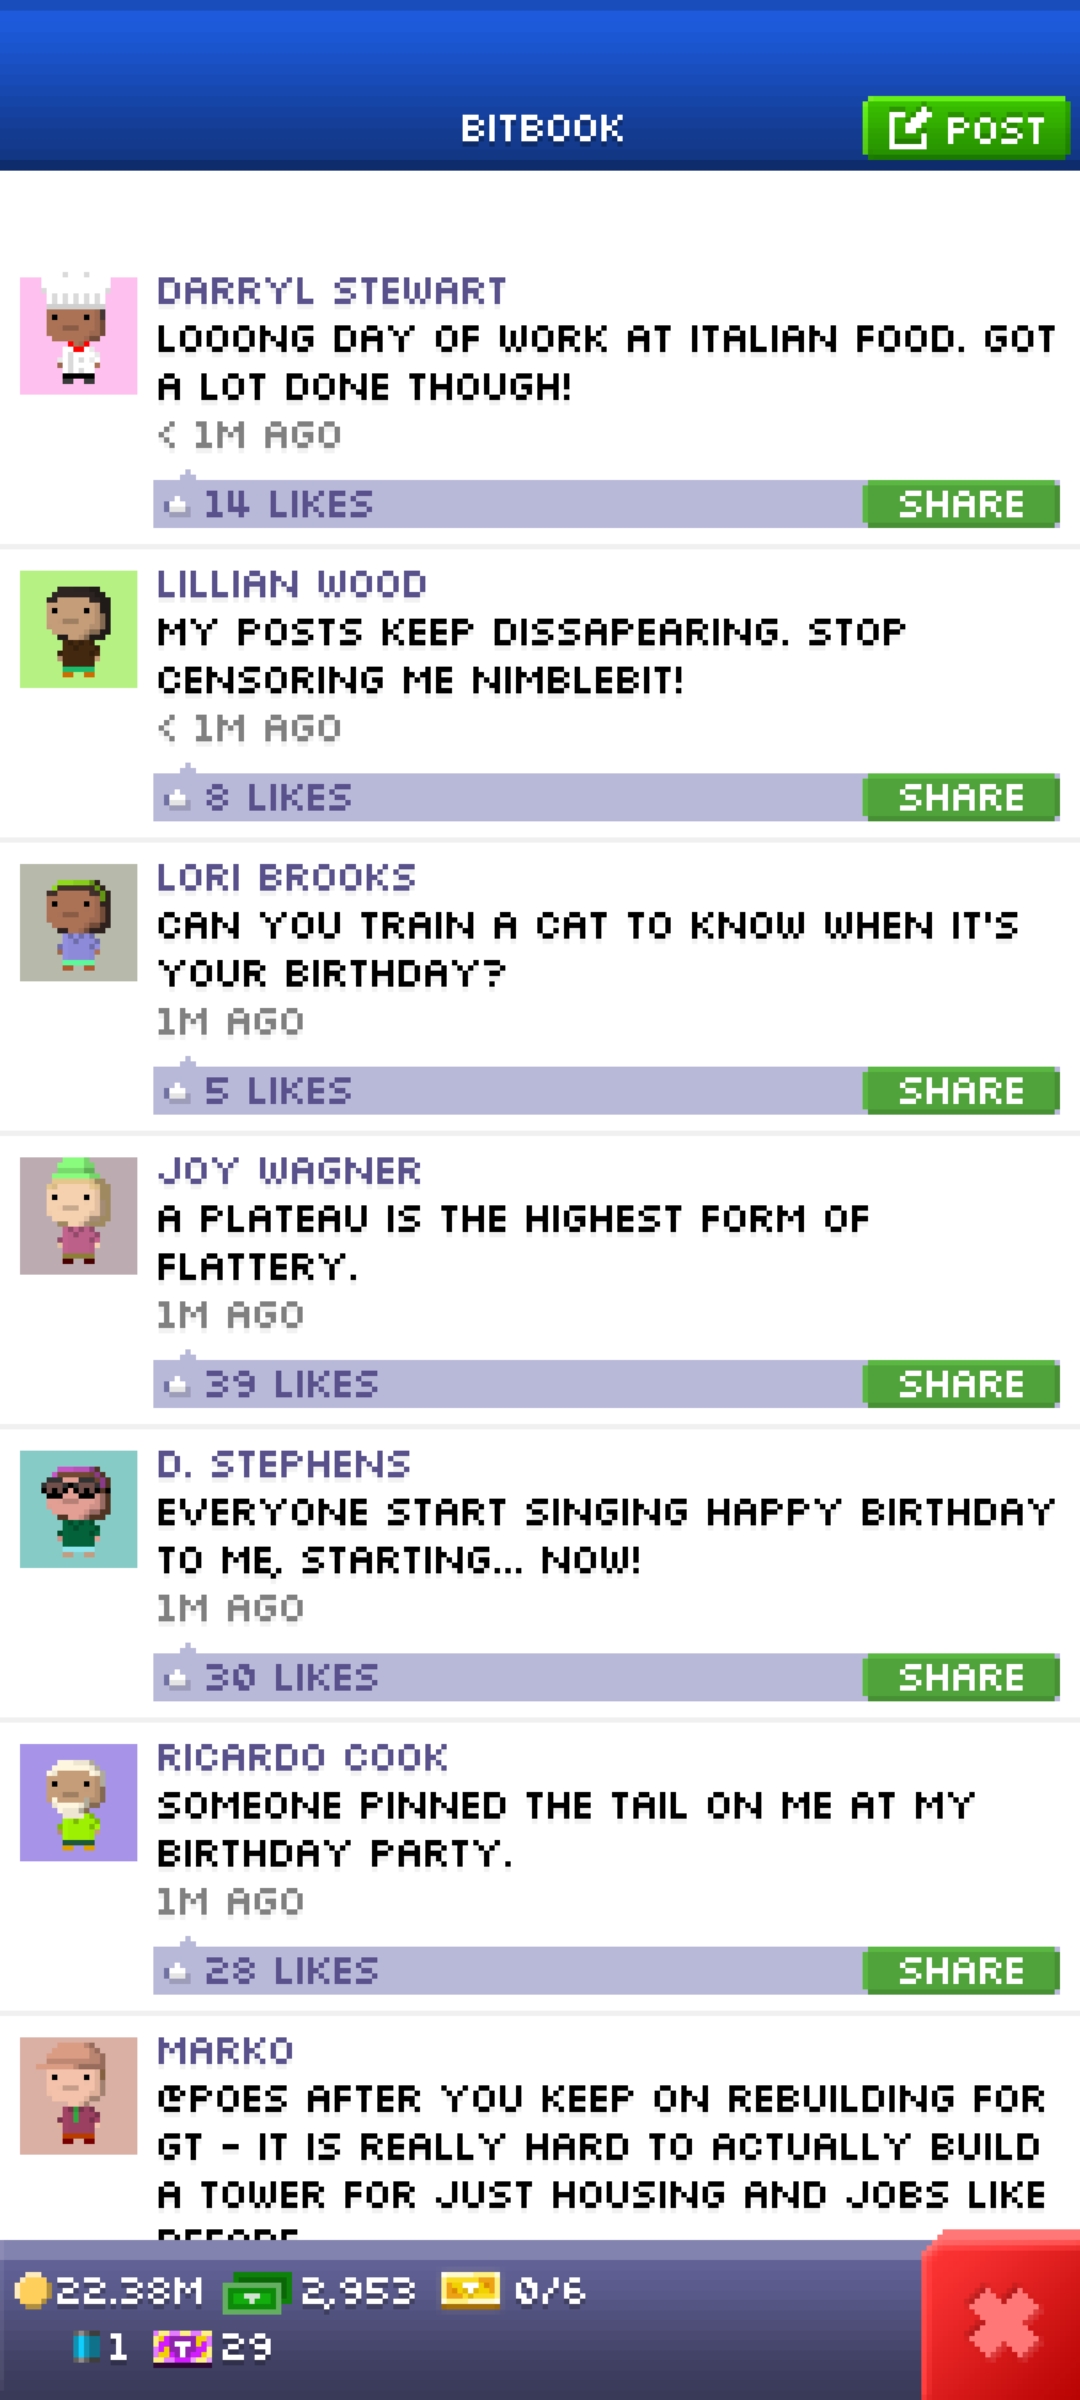 BITBOOK
POST
DARRYL STEWART
LOOONG DAY OF WORK AT ITALIAN FOOD. GOT
A LOT DONE THOUGH!
< 1M AGO
14 LIKES
SHARE
LILLIAN WOOD
MY POSTS KEEP DISSAPEARING. STOP
CENSORING ME NIMBLEBIT!
< 1M AGO
8 LIKES
SHARE
LORI BROOKS
CAN YOU TRAIN A CAT TO KNOW WHEN IT'S
YOUR BIRTHDAY?
1M AGO
5 LIKES
SHARE
JOY WAGNER
A PLATEAU IS THE HIGHEST FORM OF
FLATTERY.
1M AGO
39 LIKES
SHARE
D. STEPHENS
EVERYONE START SINGING HAPPY BIRTHDAY
TO ME, STARTING... NOW!
1M AGO
30 LIKES
SHARE
RICARDO COOK
SOMEONE PINNED THE TAIL ON ME AT MY
BIRTHDAY PARTY.
1M AGO
28 LIKES
SHARE
MARKO
@POES AFTER YOU KEEP ON REBUILDING FOR
GT - IT IS REALLY HARD TO ACTUALLY BUILD
A TOWER FOR JUST HOUSING AND JOBS LIKE
22.38M 2,953 0/6
1 29